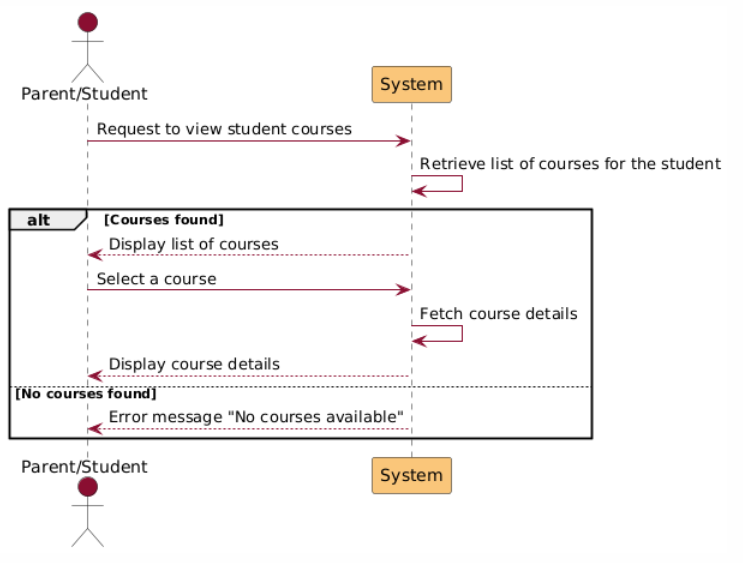 Parent/Student
System
Request to view student courses
Retrieve list of courses for the student
alt [Courses found]
Display list of courses
Select a course
Fetch course details
Display course details
[No courses found]
Error message "No courses available"
Parent/Student
System